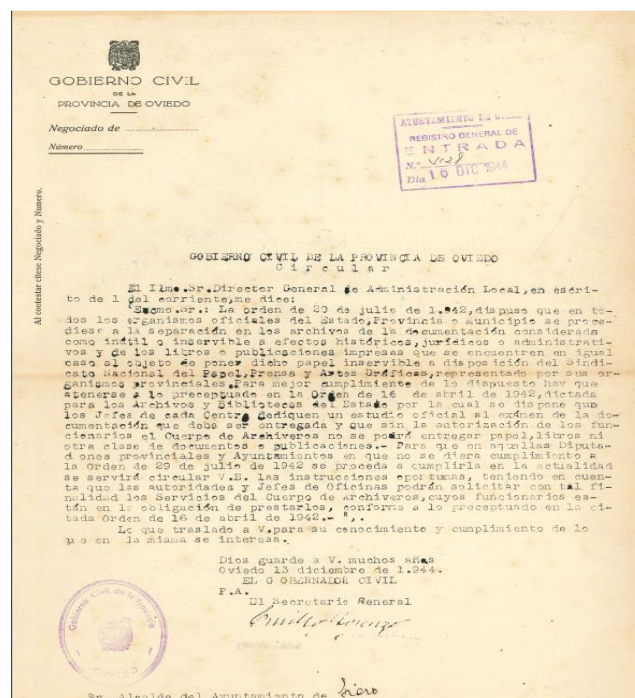 GOBIERNO CIVIL
DE LA
PROVINCIA DE OVIEDO
Negociado de
Número
AYUNTAMIENTO DE
REGISTRO GENERAL DE
ENTRADA
N.º
Día 16 DIC 1944
Al contestar cítese Negociado y Número.
GOBIERNO CIVIL DE LA PROVINCIA DE OVIEDO
Circular
El Ilmo.Sr.Director General de Administración Local,en escri-
to de 1 del corriente,me dice:
"Excmo.Sr.: La orden de 29 de julio de 1.942,dispuso que en to-
dos los organismos oficiales del Estado,Provincia o Municipio se proce-
diese a la separación en los archivos de la documentación considerada
como inútil o inservible a efectos históricos,jurídicos o administrati-
vos y de los libros o publicaciones impresas que se encuentren en igual
caso al objeto de poner dicho papel inservible a disposición del Sindi-
cato Nacional del Papel,Prensa y Artes Gráficas,representado por sus or-
ganismos provinciales.Para mejor cumplimiento de lo dispuesto hay que
atenerse a lo preceptuado en la Orden de 16 de abril de 1942,dictada
para los Archivos y Bibliotecas del Estado por la cual se dispone que
los Jefes de cada Centro dediquen un estudio oficial al exámen de la do-
cumentación que deba ser entregada y que sin la autorización de los fun-
cionarios el Cuerpo de Archiveros no se podrá entregar papel,libros ni
otra clase de documentos o publicaciones.- Para que en aquellas Diputa-
ciones provinciales y Ayuntamientos en que no se diera cumplimiento a
la Orden de 29 de julio de 1942 se proceda a cumplirla en la actualidad
se servirá circular V.E. las instrucciones oportunas, teniendo en cuen-
ta que las autoridades y Jefes de Oficinas podrán solicitar con tal fi-
nalidad los Servicios del Cuerpo de Archiveros,cuyos funcionarios es-
tán en la obligación de prestarlos, conforme a lo preceptuado en la ci-
tada Orden de 16 de abril de 1942.- ",.
Lo que traslado a V.para su conocimiento y cumplimiento de lo
que en la misma se interesa.
Dios guarde a V. muchos años
Oviedo 13 diciembre de 1.944.
EL GOBERNADOR CIVIL
P.A.
El Secretario General
Gobierno Civil de la Provincia
OVIEDO
Sr. Alcalde del Ayuntamiento de Siero